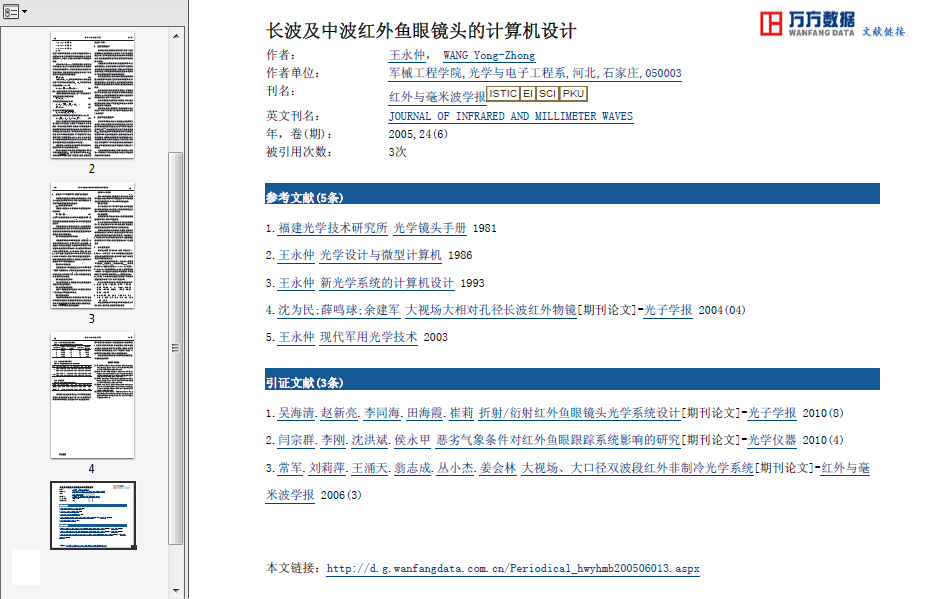 长波及中波红外鱼眼镜头的计算机设计
万方数据
WANFANG DATA 文献链接
作者： 王永仲， WANG Yong-Zhong
作者单位： 军械工程学院,光学与电子工程系,河北,石家庄,050003
刊名： 红外与毫米波学报 ISTIC EI SCI PKU
英文刊名： JOURNAL OF INFRARED AND MILLIMETER WAVES
年，卷(期)： 2005,24(6)
被引用次数： 3次
参考文献(5条)
1.福建光学技术研究所 光学镜头手册 1981
2.王永仲 光学设计与微型计算机 1986
3.王永仲 新光学系统的计算机设计 1993
4.沈为民;薛鸣球;余建军 大视场大相对孔径长波红外物镜[期刊论文]-光子学报 2004(04)
5.王永仲 现代军用光学技术 2003
引证文献(3条)
1.吴海清.赵新亮.李同海.田海霞.崔莉 折射/衍射红外鱼眼镜头光学系统设计[期刊论文]-光子学报 2010(8)
2.闫宗群.李刚.沈洪斌.侯永甲 恶劣气象条件对红外鱼眼跟踪系统影响的研究[期刊论文]-光学仪器 2010(4)
3.常军.刘莉萍.王涌天.翁志成.丛小杰.姜会林 大视场、大口径双波段红外非制冷光学系统[期刊论文]-红外与毫
米波学报 2006(3)
本文链接：http://d.g.wanfangdata.com.cn/Periodical_hwyhmb200506013.aspx
2
3
4